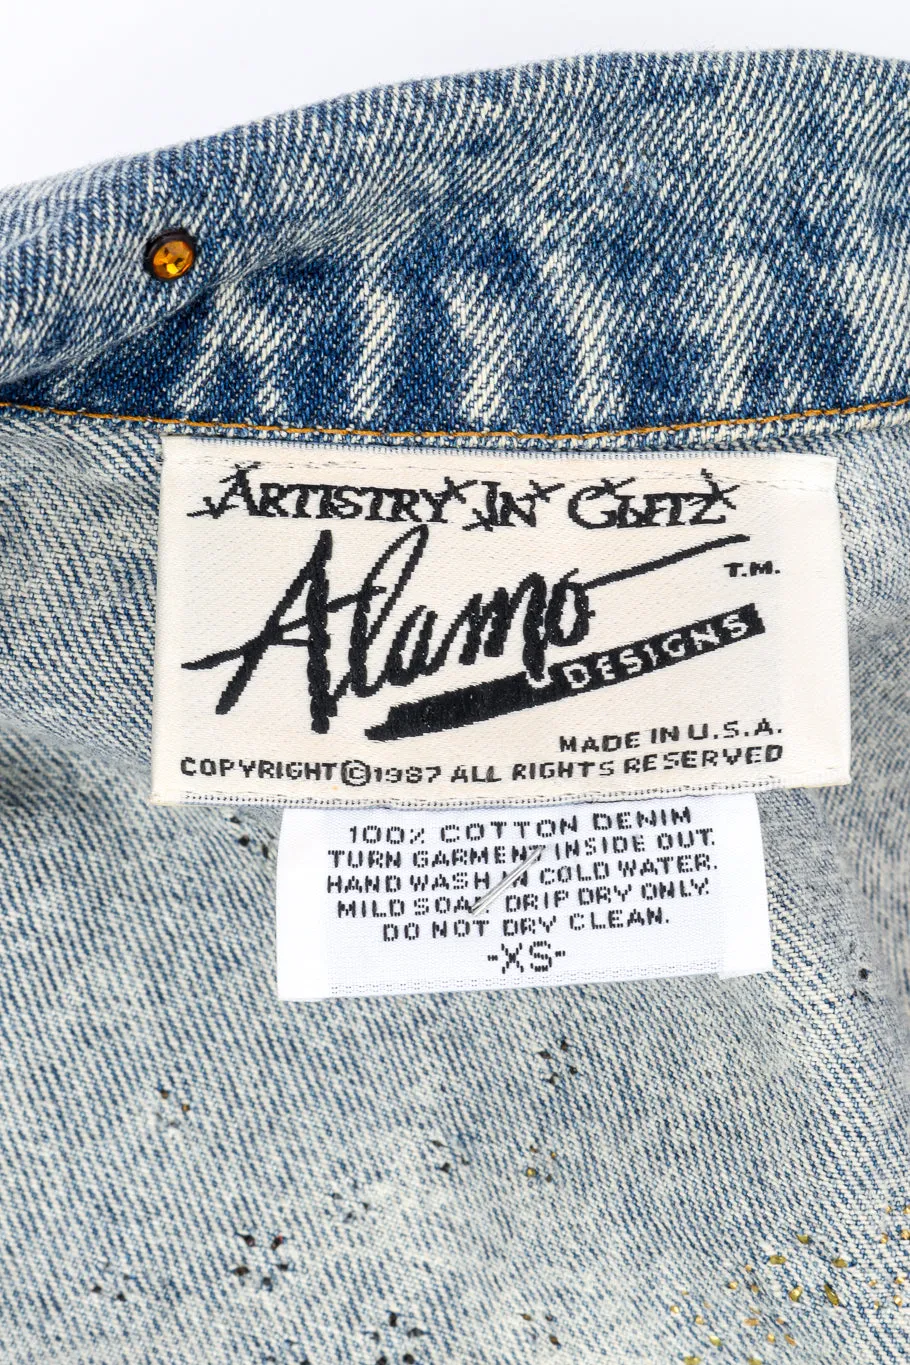 ARTISTRY IN GLITZ
Alamo
T.M.
DESIGNS
MADE IN U.S.A.
COPYRIGHT©1987 ALL RIGHTS RESERVED
100% COTTON DENIM
TURN GARMENT INSIDE OUT.
HAND WASH IN COLD WATER.
MILD SOAP DRIP DRY ONLY.
DO NOT DRY CLEAN.
-XS-